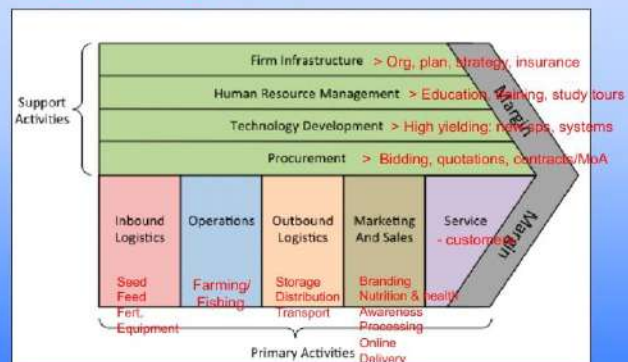 Firm Infrastructure > Org, plan, strategy, insurance
Human Resource Management > Education, training, study tours
Technology Development > High yielding: new sps, systems
Procurement > Bidding, quotations, contracts/MoA
Support
Activities
Margin
Margin
Inbound
Logistics
Seed
Feed
Fert,
Equipment
Operations
Farming/
Fishing
Outbound
Logistics
Storage
Distribution
Transport
Marketing
And Sales
Branding
Nutrition & health
Awareness
Processing
Online
Delivery
Service
- customers
Primary Activities